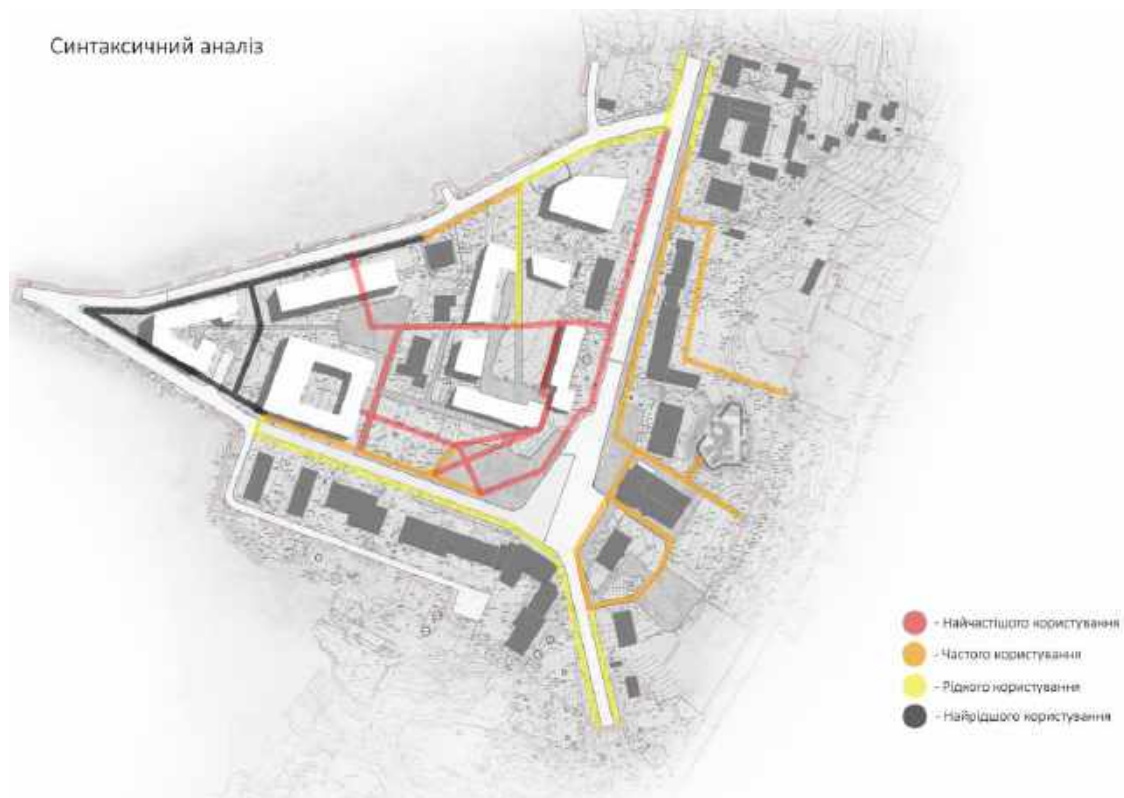 Синтаксичний аналіз
- Найчастішого користування
- Частого користування
- Рідкого користування
- Найрідшого користування